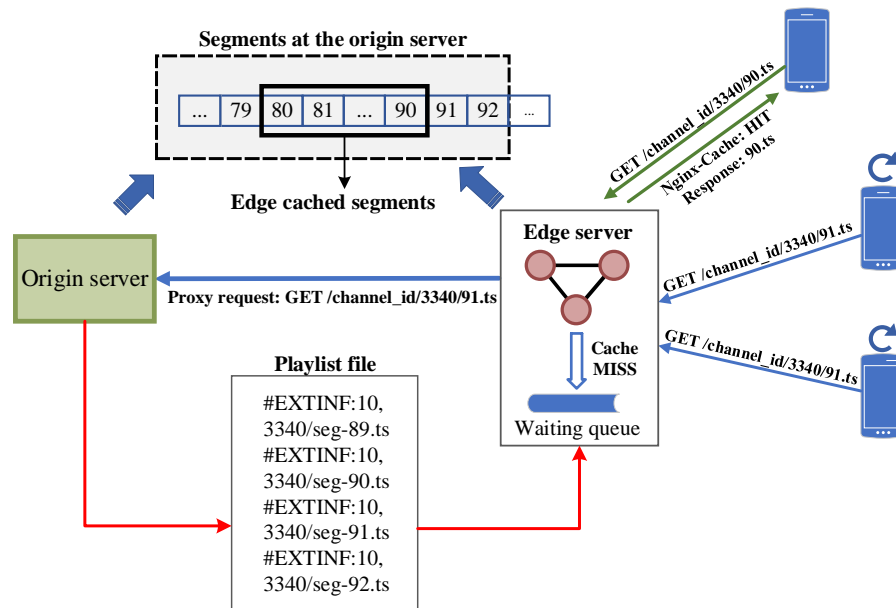 Segments at the origin server
... 79 80 81 ... 90 91 92 ...
Edge cached segments
GET /channel_id/3340/90.ts
Nginx-Cache: HIT
Response: 90.ts
Origin server
Edge server
GET /channel_id/3340/91.ts
Proxy request: GET /channel_id/3340/91.ts
GET /channel_id/3340/91.ts
Cache
MISS
Waiting queue
Playlist file
#EXTINF:10,
3340/seg-89.ts
#EXTINF:10,
3340/seg-90.ts
#EXTINF:10,
3340/seg-91.ts
#EXTINF:10,
3340/seg-92.ts